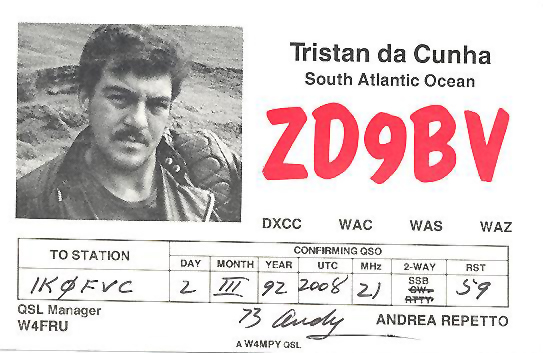 Tristan da Cunha
South Atlantic Ocean
ZD9BV
DXCC WAC WAS WAZ
TO STATION CONFIRMING QSO
DAY MONTH YEAR UTC MHz 2-WAY RST
IKØFVC 2 III 92 2008 21 SSB CW RTTY 59
QSL Manager
W4FRU 73 Andy ANDREA REPETTO
A W4MPY QSL